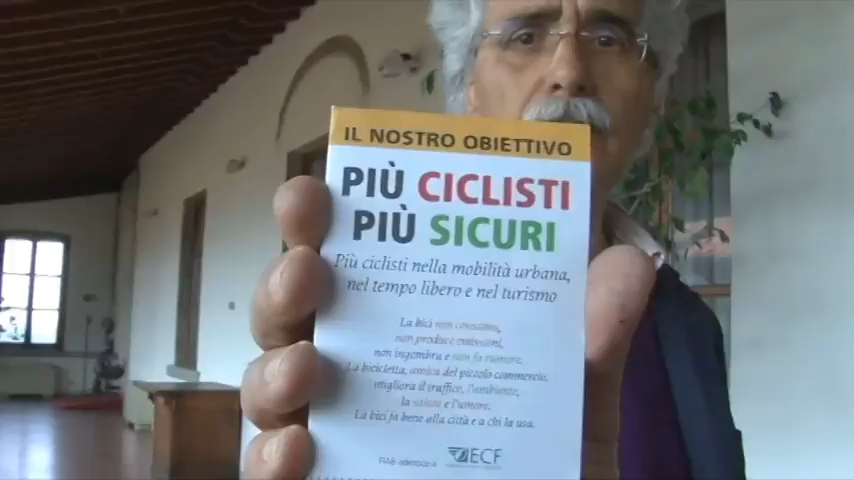 IL NOSTRO OBIETTIVO
PIÙ CICLISTI
PIÙ SICURI
Più ciclisti nella mobilità urbana,
nel tempo libero e nel turismo
La bici non consuma,
non produce emissioni,
non ingombra e non fa rumore.
La bicicletta, amica del piccolo commercio,
migliora il traffico, l'ambiente,
la salute e l'umore.
La bici fa bene alla città e a chi la usa.
FIAB aderisce a ECF